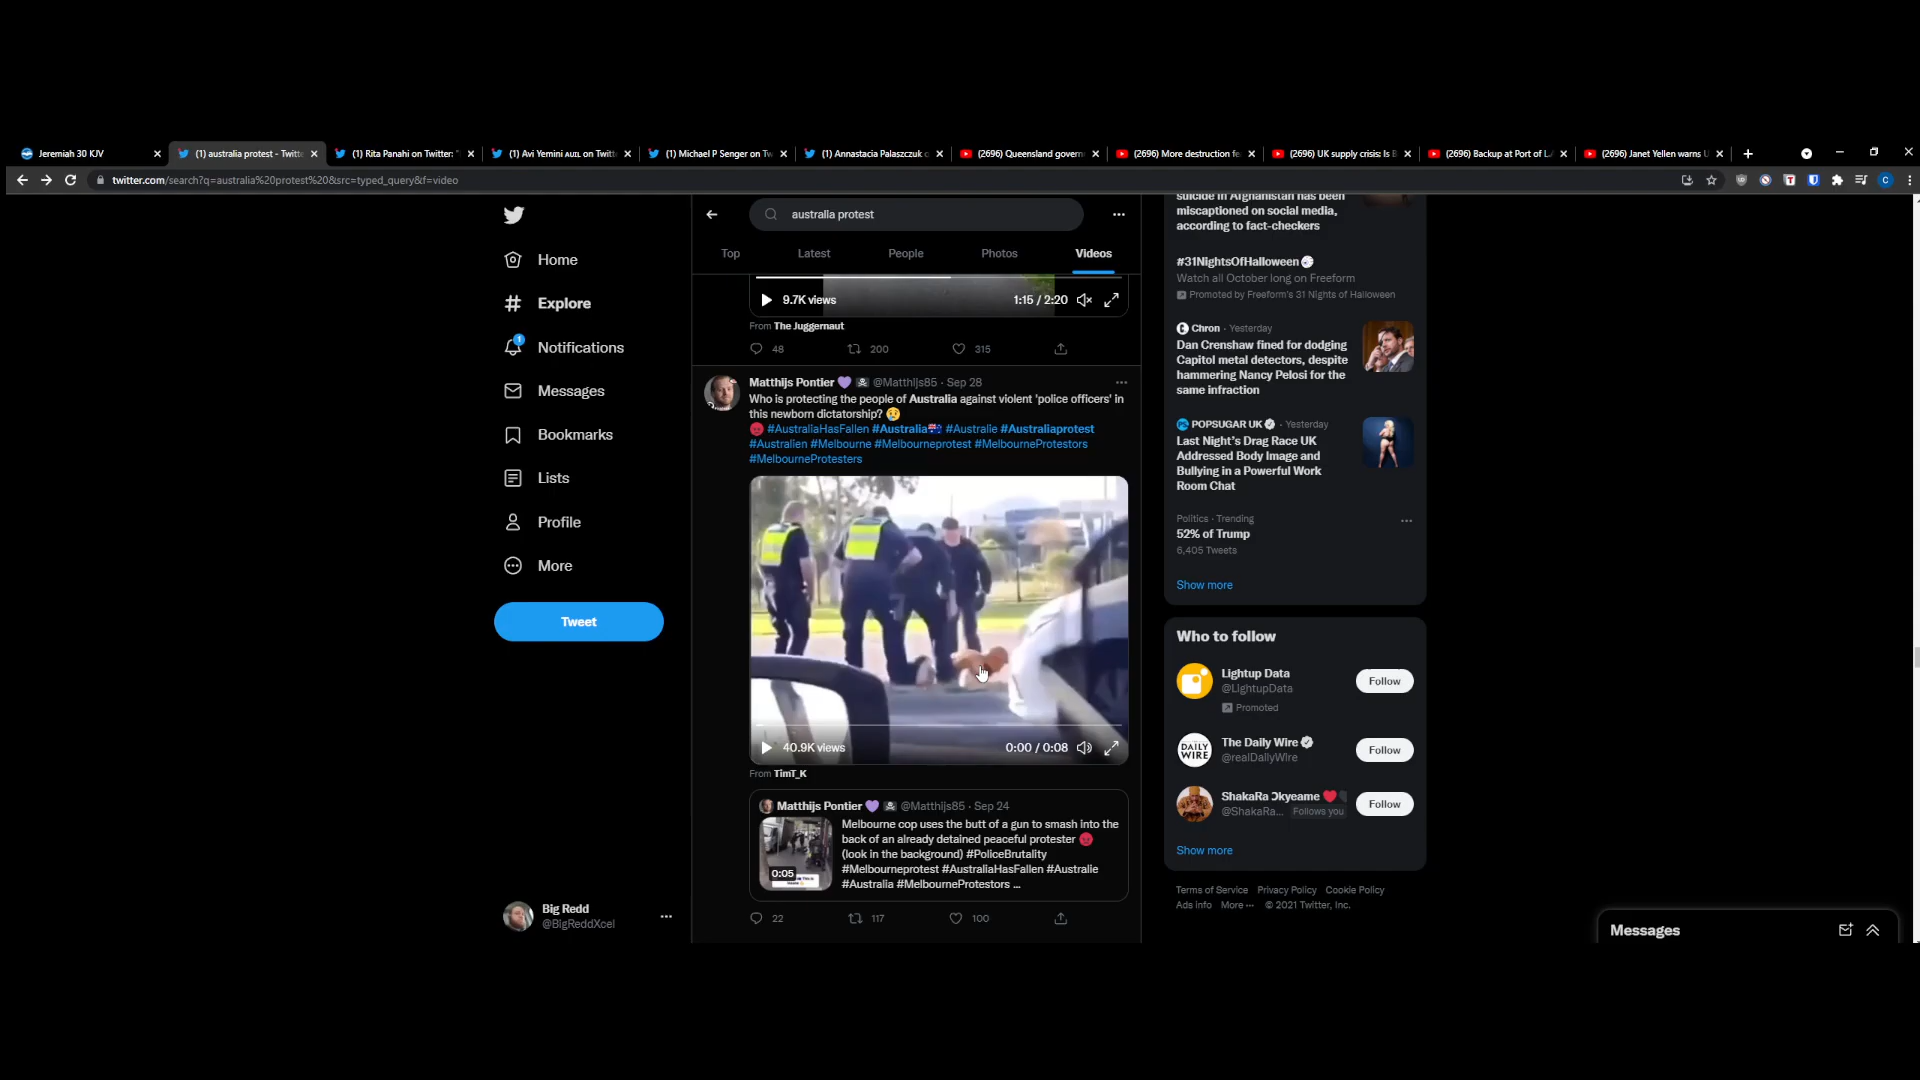 Jeremiah 30 KJV
(1) australia protest - Twitte
(1) Rita Panahi on Twitter: "
(1) Avi Yemini
on Twitt
(1) Michael P Senger on Tw
(1) Annastacia Palaszczuk o
(2696) Queensland govern
(2696) More destruction fe
(2696) UK supply crisis: Is B
(2696) Backup at Port of L
(2696) Janet Yellen warns U
twitter.com/search?q=australia%20protest%20&src=typed_query&f=video
Home
Explore
1
Notifications
Messages
Bookmarks
Lists
Profile
More
Tweet
Big Redd
@BigReddXcel
australia protest
Top
Latest
People
Photos
Videos
9.7K views
1:15 / 2:20
From The Juggernaut
48
200
315
Matthijs Pontier 💜 🏴‍☠️ @Matthijs85 · Sep 28
Who is protecting the people of Australia against violent 'police officers' in
this newborn dictatorship? 😢
😡 #AustraliaHasFallen #Australia🇦🇺 #Australie #Australiaprotest
#Australien #Melbourne #Melbourneprotest #MelbourneProtestors
#MelbourneProtesters
40.9K views
0:00 / 0:08
From TimT_K
Matthijs Pontier 💜 🏴‍☠️ @Matthijs85 · Sep 24
Melbourne cop uses the butt of a gun to smash into the
back of an already detained peaceful protester 😡
(look in the background) #PoliceBrutality
#Melbourneprotest #AustraliaHasFallen #Australie
#Australia #MelbourneProtestors ...
0:05
22
117
100
suicide in Afghanistan has been
miscaptioned on social media,
according to fact-checkers
#31NightsOfHalloween
Watch all October long on Freeform
Promoted by Freeform's 31 Nights of Halloween
Chron · Yesterday
Dan Crenshaw fined for dodging
Capitol metal detectors, despite
hammering Nancy Pelosi for the
same infraction
POPSUGAR UK · Yesterday
Last Night's Drag Race UK
Addressed Body Image and
Bullying in a Powerful Work
Room Chat
Politics · Trending
52% of Trump
6,405 Tweets
Show more
Who to follow
Lightup Data
@LightupData
Promoted
Follow
DAILY
WIRE
The Daily Wire
@realDailyWire
Follow
ShakaRa Ɔkyeame ❤️
@ShakaRa... Follows you
Follow
Show more
Terms of Service Privacy Policy Cookie Policy
Ads info More ··· © 2021 Twitter, Inc.
Messages